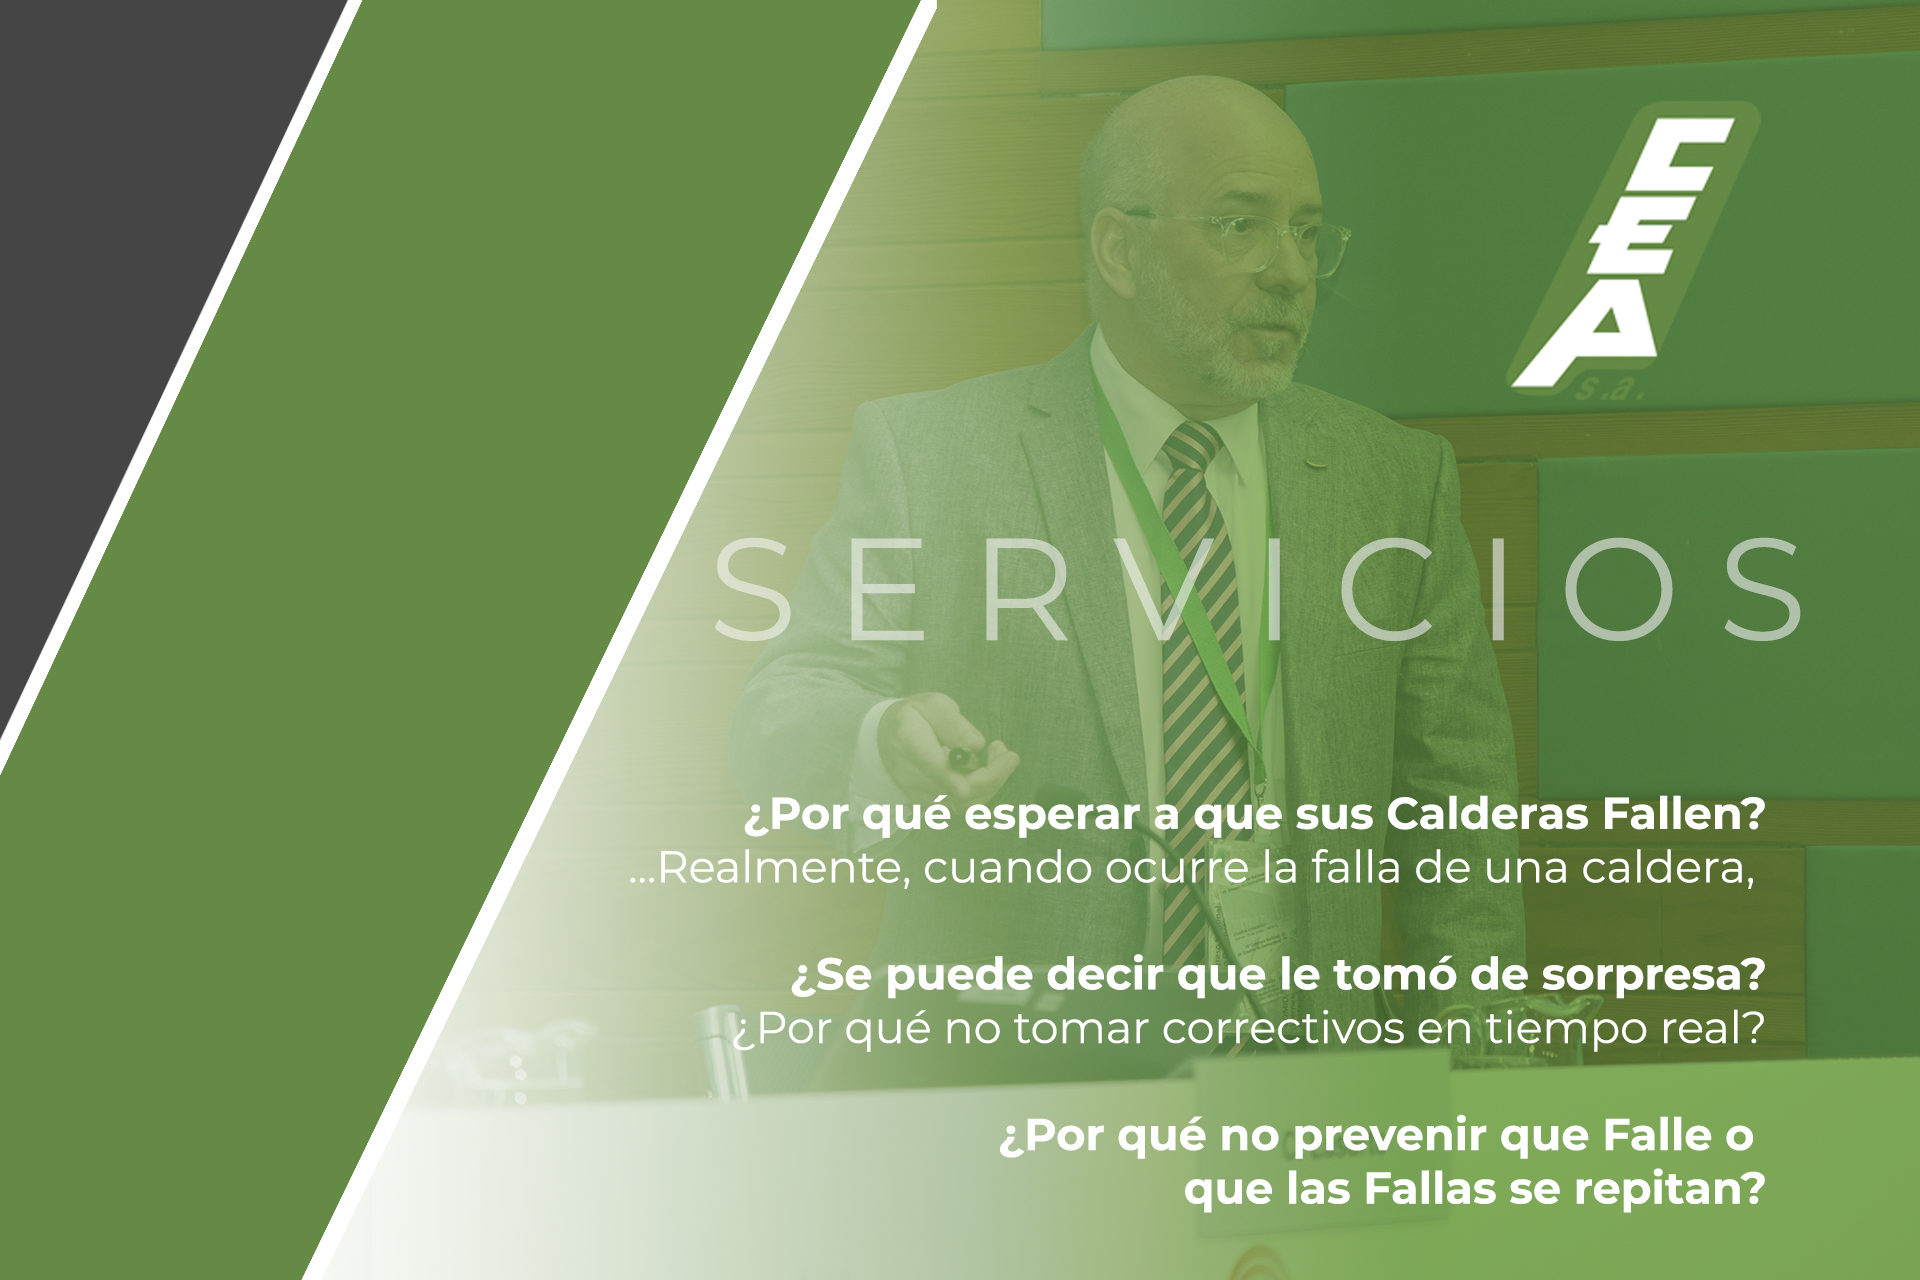 CEA
s.a.
SERVICIOS
¿Por qué esperar a que sus Calderas Fallen?
...Realmente, cuando ocurre la falla de una caldera,
¿Se puede decir que le tomó de sorpresa?
¿Por qué no tomar correctivos en tiempo real?
¿Por qué no prevenir que Falle o
que las Fallas se repitan?